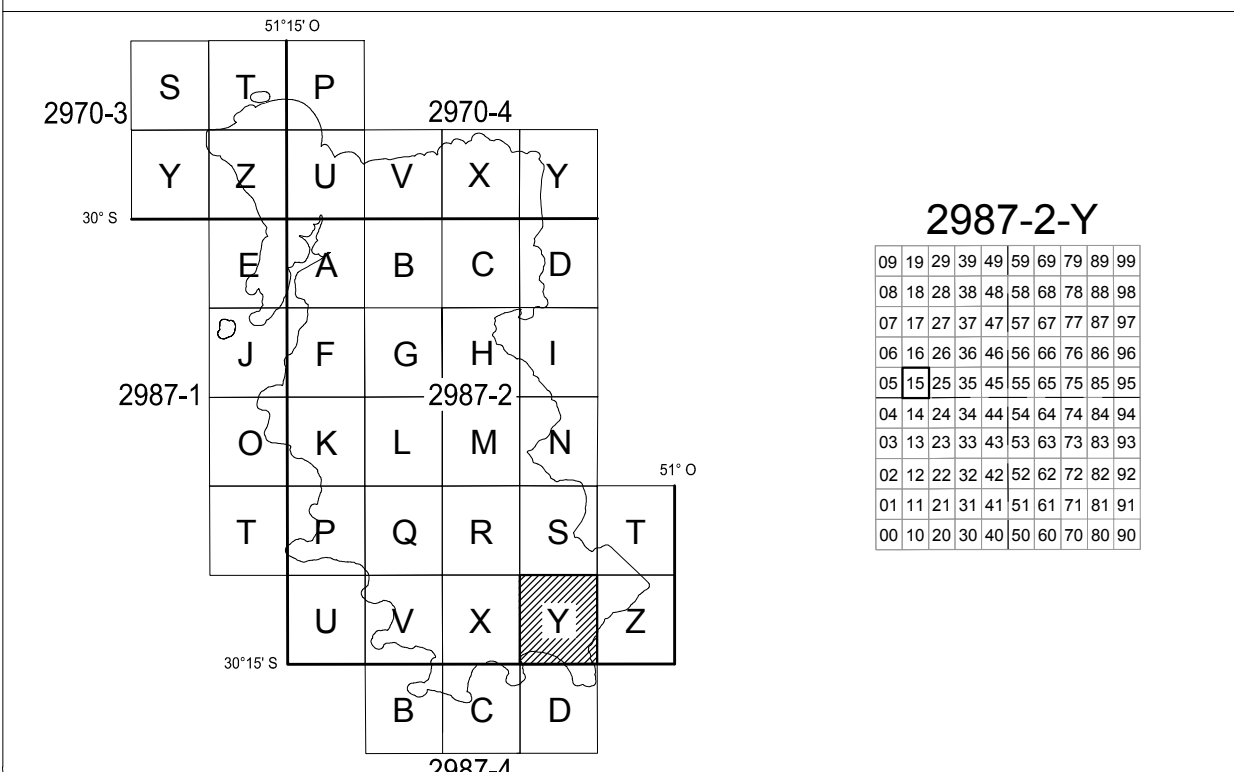 51°15' O
S T P
2970-3
2970-4
Y Z U V X Y
30° S
E A B C D
J F G H I
2987-1
2987-2
O K L M N
51° O
T P Q R S T
U V X Y Z
30°15' S
B C D
2987-4
2987-2-Y
09 19 29 39 49 59 69 79 89 99
08 18 28 38 48 58 68 78 88 98
07 17 27 37 47 57 67 77 87 97
06 16 26 36 46 56 66 76 86 96
05 15 25 35 45 55 65 75 85 95
04 14 24 34 44 54 64 74 84 94
03 13 23 33 43 53 63 73 83 93
02 12 22 32 42 52 62 72 82 92
01 11 21 31 41 51 61 71 81 91
00 10 20 30 40 50 60 70 80 90